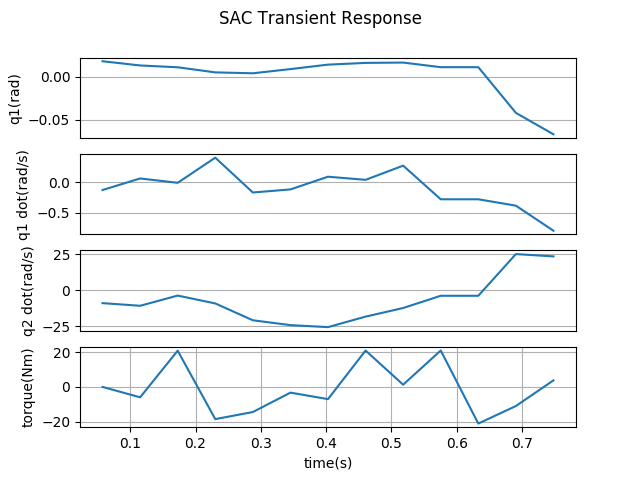 SAC Transient Response
q1(rad)
0.00
−0.05
q1 dot(rad/s)
0.0
−0.5
q2 dot(rad/s)
25
0
−25
torque(Nm)
20
0
−20
0.1 0.2 0.3 0.4 0.5 0.6 0.7
time(s)